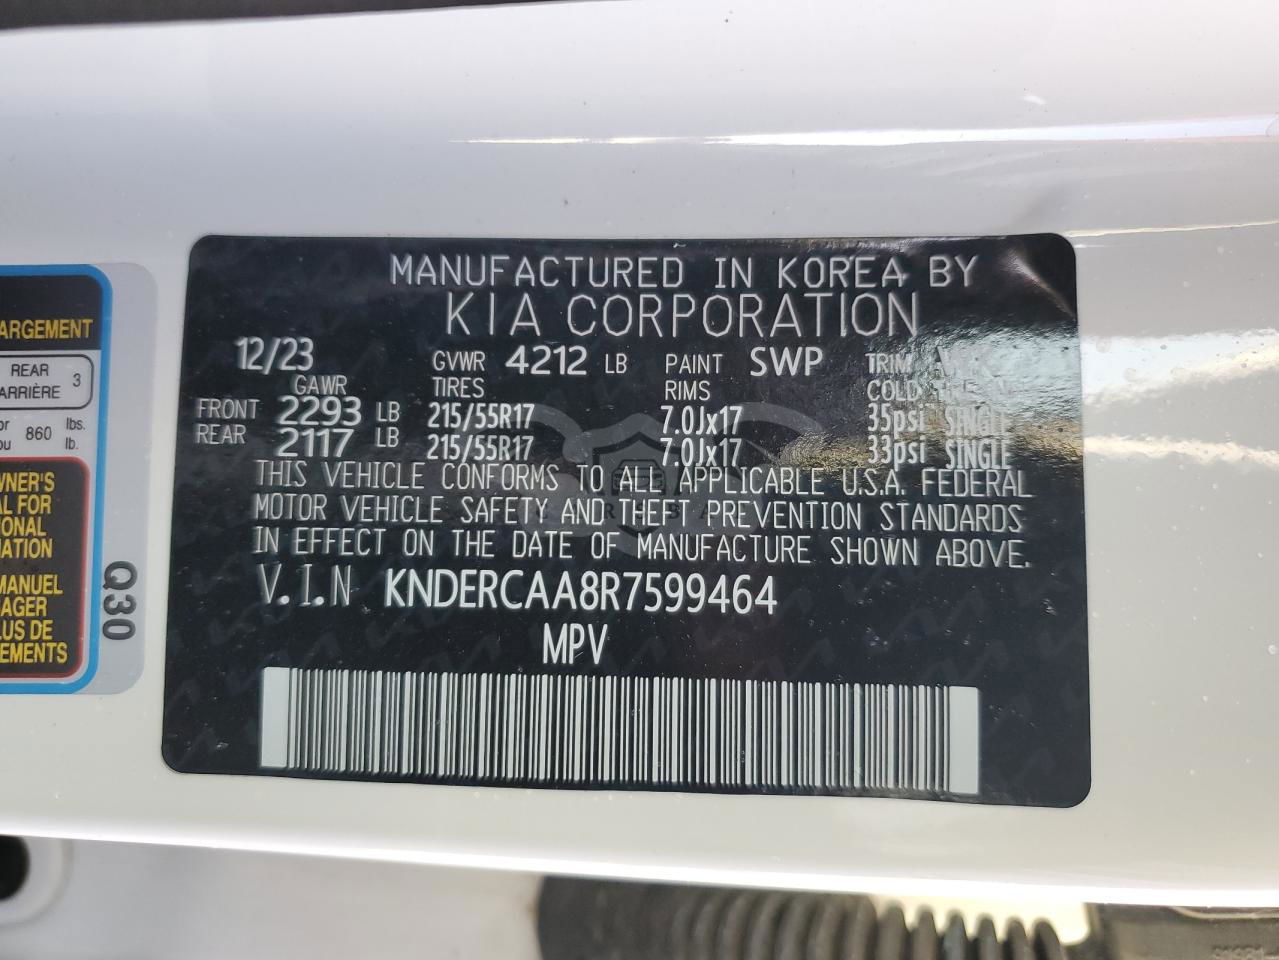 MANUFACTURED IN KOREA BY
KIA CORPORATION
12/23 GVWR 4212 LB PAINT SWP TRIM
GAWR TIRES RIMS COLD
FRONT 2293 LB 215/55R17 7.0Jx17 35psi SINGLE
REAR 2117 LB 215/55R17 7.0Jx17 33psi SINGLE
THIS VEHICLE CONFORMS TO ALL APPLICABLE U.S.A. FEDERAL
MOTOR VEHICLE SAFETY AND THEFT PREVENTION STANDARDS
IN EFFECT ON THE DATE OF MANUFACTURE SHOWN ABOVE.
V.I.N KNDERCAA8R7599464
MPV
ARGEMENT
REAR
ARRIÈRE 3
or 860 lbs.
ou lb.
WNER'S
AL FOR
TIONAL
MATION
MANUEL
AGER
LUS DE
EMENTS
Q30